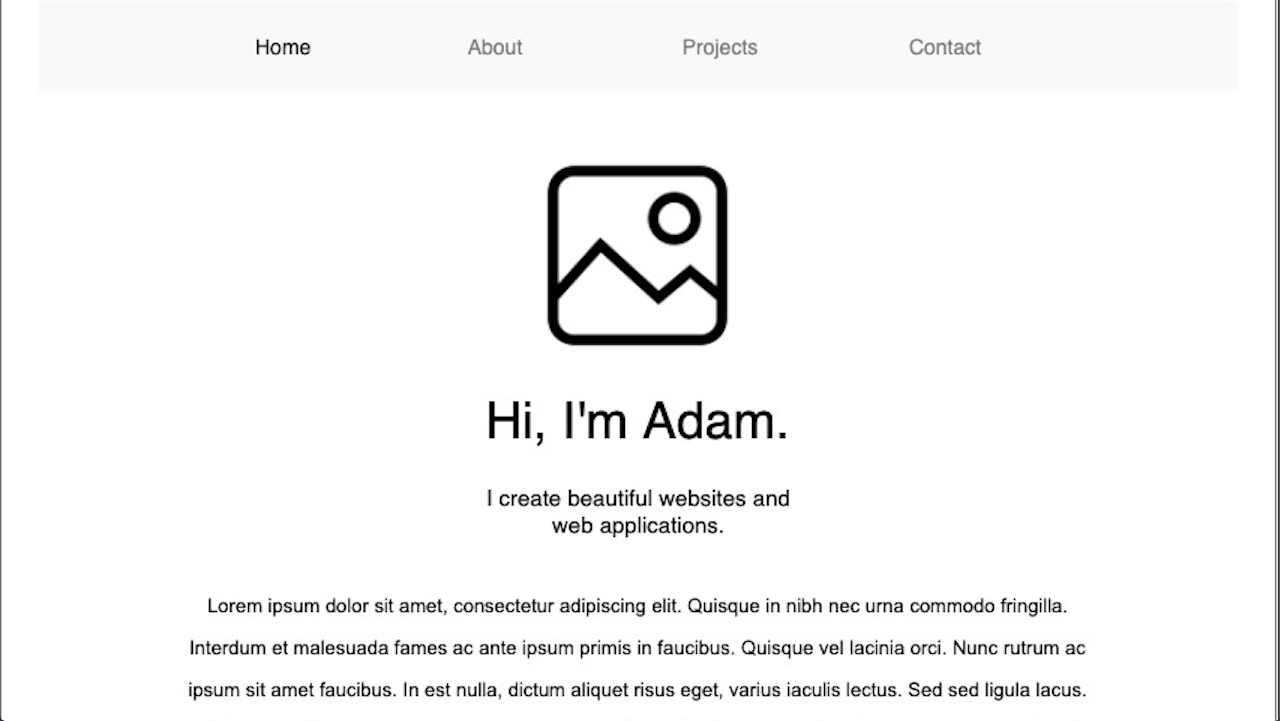 Home About Projects Contact
Hi, I'm Adam.
I create beautiful websites and
web applications.
Lorem ipsum dolor sit amet, consectetur adipiscing elit. Quisque in nibh nec urna commodo fringilla.
Interdum et malesuada fames ac ante ipsum primis in faucibus. Quisque vel lacinia orci. Nunc rutrum ac
ipsum sit amet faucibus. In est nulla, dictum aliquet risus eget, varius iaculis lectus. Sed sed ligula lacus.